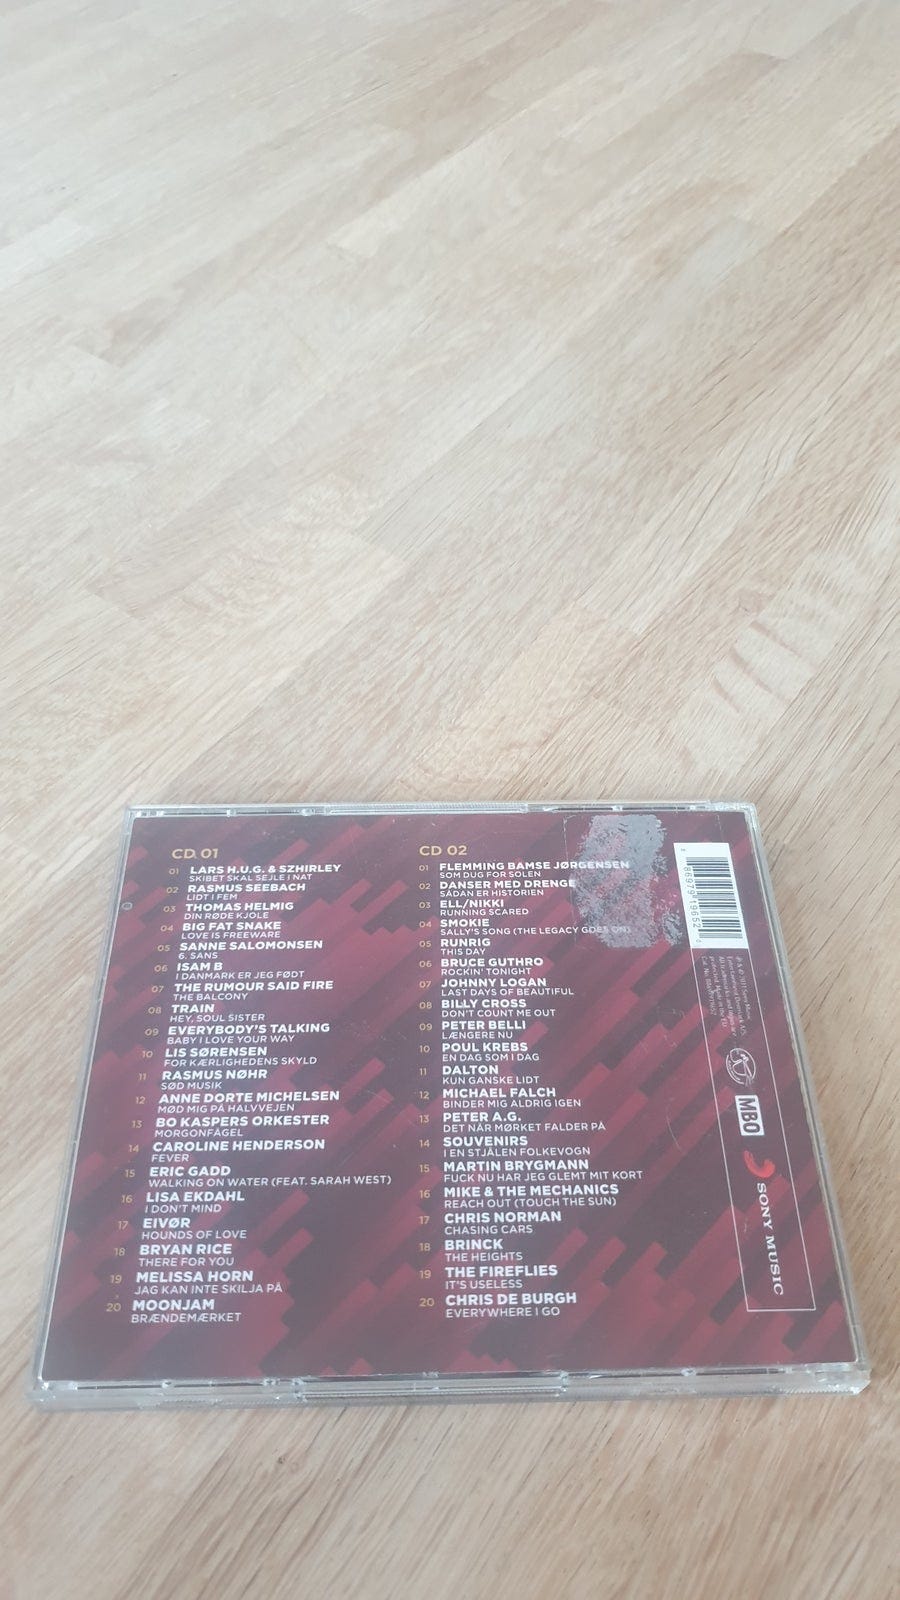 CD 01
01 LARS H.U.G. & SZHIRLEY
SKIBET SKAL SEJLE I NAT
02 RASMUS SEEBACH
LIDT I FEM
03 THOMAS HELMIG
DIN RØDE KJOLE
04 BIG FAT SNAKE
LOVE IS FREEWARE
05 SANNE SALOMONSEN
6. SANS
06 ISAM B
I DANMARK ER JEG FØDT
07 THE RUMOUR SAID FIRE
THE BALCONY
08 TRAIN
HEY, SOUL SISTER
09 EVERYBODY'S TALKING
BABY I LOVE YOUR WAY
10 LIS SØRENSEN
FOR KÆRLIGHEDENS SKYLD
11 RASMUS NØHR
SØD MUSIK
12 ANNE DORTE MICHELSEN
MØD MIG PÅ HALVVEJEN
13 BO KASPERS ORKESTER
MORGONFÅGEL
14 CAROLINE HENDERSON
FEVER
15 ERIC GADD
WALKING ON WATER (FEAT. SARAH WEST)
16 LISA EKDAHL
I DON'T MIND
17 EIVØR
HOUNDS OF LOVE
18 BRYAN RICE
THERE FOR YOU
19 MELISSA HORN
JAG KAN INTE SKILJA PÅ
20 MOONJAM
BRÆNDEMÆRKET
CD 02
01 FLEMMING BAMSE JØRGENSEN
SOM DUG FOR SOLEN
02 DANSER MED DRENGE
SÅDAN ER HISTORIEN
03 ELL/NIKKI
RUNNING SCARED
04 SMOKIE
SALLY'S SONG (THE LEGACY GOES ON)
05 RUNRIG
THIS DAY
06 BRUCE GUTHRO
ROCKIN' TONIGHT
07 JOHNNY LOGAN
LAST DAYS OF BEAUTIFUL
08 BILLY CROSS
DON'T COUNT ME OUT
09 PETER BELLI
LÆNGERE NU
10 POUL KREBS
EN DAG SOM I DAG
11 DALTON
KUN GANSKE LIDT
12 MICHAEL FALCH
BINDER MIG ALDRIG IGEN
13 PETER A.G.
DET NÅR MØRKET FALDER PÅ
14 SOUVENIRS
I EN STJÅLEN FOLKEVOGN
15 MARTIN BRYGMANN
FUCK NU HAR JEG GLEMT MIT KORT
16 MIKE & THE MECHANICS
REACH OUT (TOUCH THE SUN)
17 CHRIS NORMAN
CHASING CARS
18 BRINCK
THE HEIGHTS
19 THE FIREFLIES
IT'S USELESS
20 CHRIS DE BURGH
EVERYWHERE I GO
86979 19652
MBO
SONY MUSIC